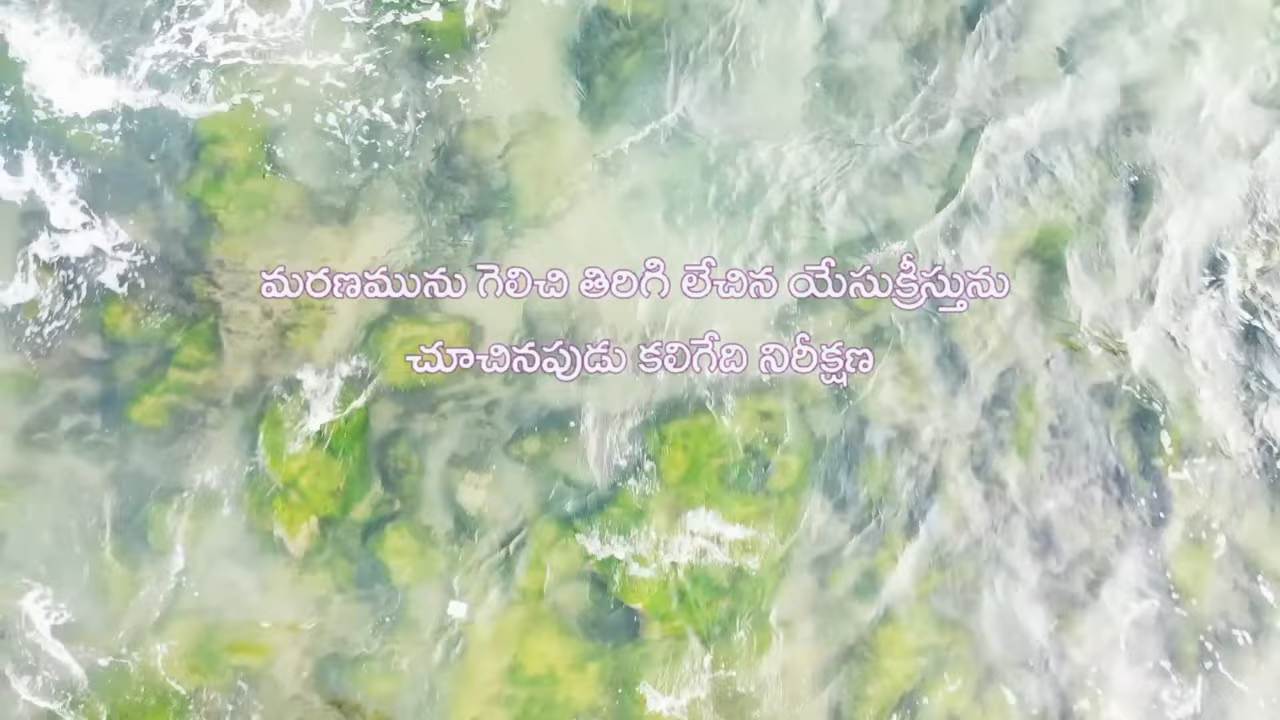 మరణమును గెలిచి తిరిగి లేచిన యేసుక్రీస్తును
చూచినపుడు కలిగేది నిరీక్షణ